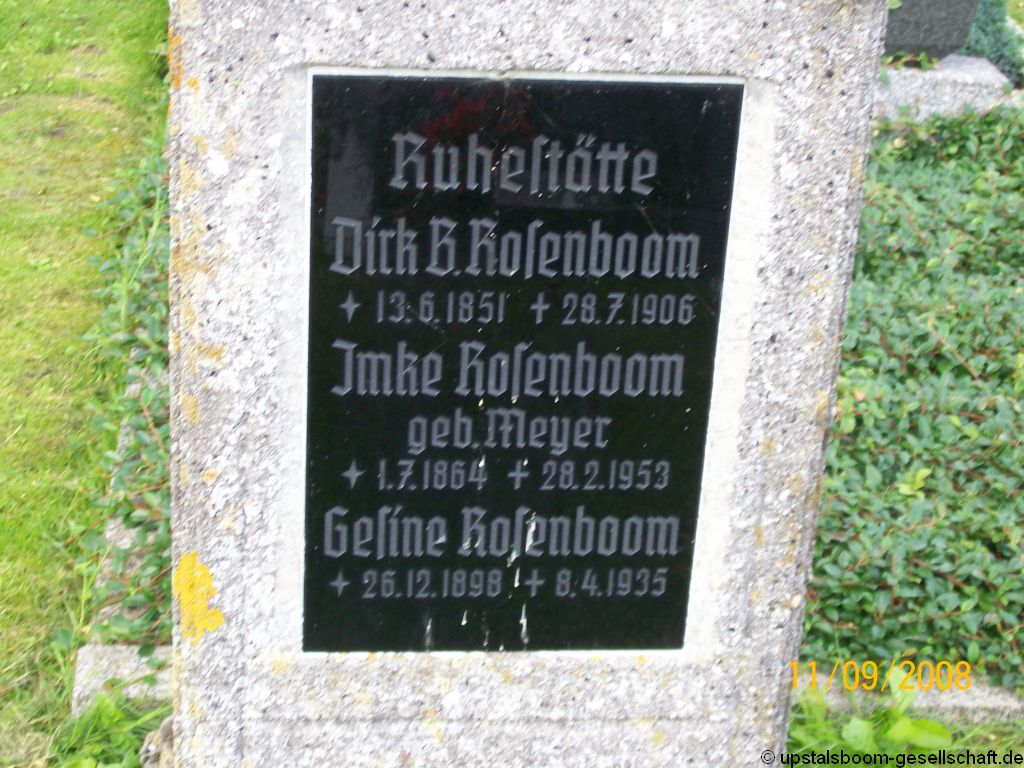 Ruheſtätte
Dirk B. Roſenboom
✦ 13.6.1851 ✝ 28.7.1906
Imke Roſenboom
geb. Meyer
✦ 1.7.1864 ✝ 28.2.1953
Geſine Roſenboom
✦ 26.12.1898 ✝ 8.4.1935
11/09/2008
© upstalsboom-gesellschaft.de